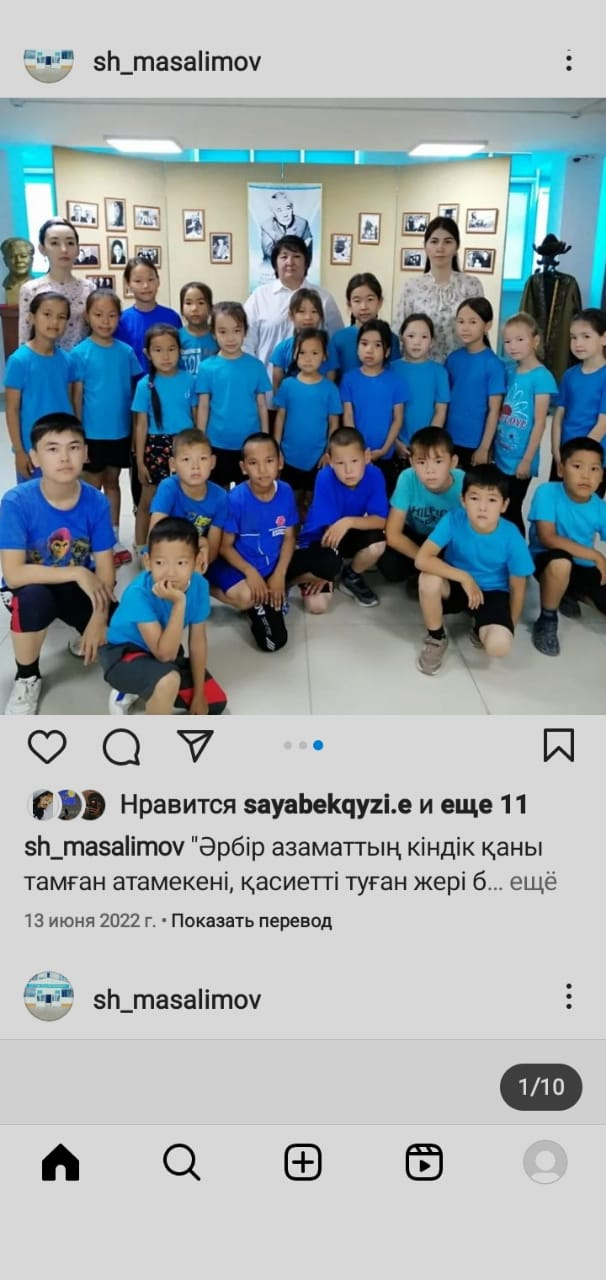 sh_masalimov
Нравится sayabekqyzi.e и еще 11
sh_masalimov "Әрбір азаматтың кіндік қаны
тамған атамекені, қасиетті туған жері б... ещё
13 июня 2022 г. • Показать перевод
sh_masalimov
1/10